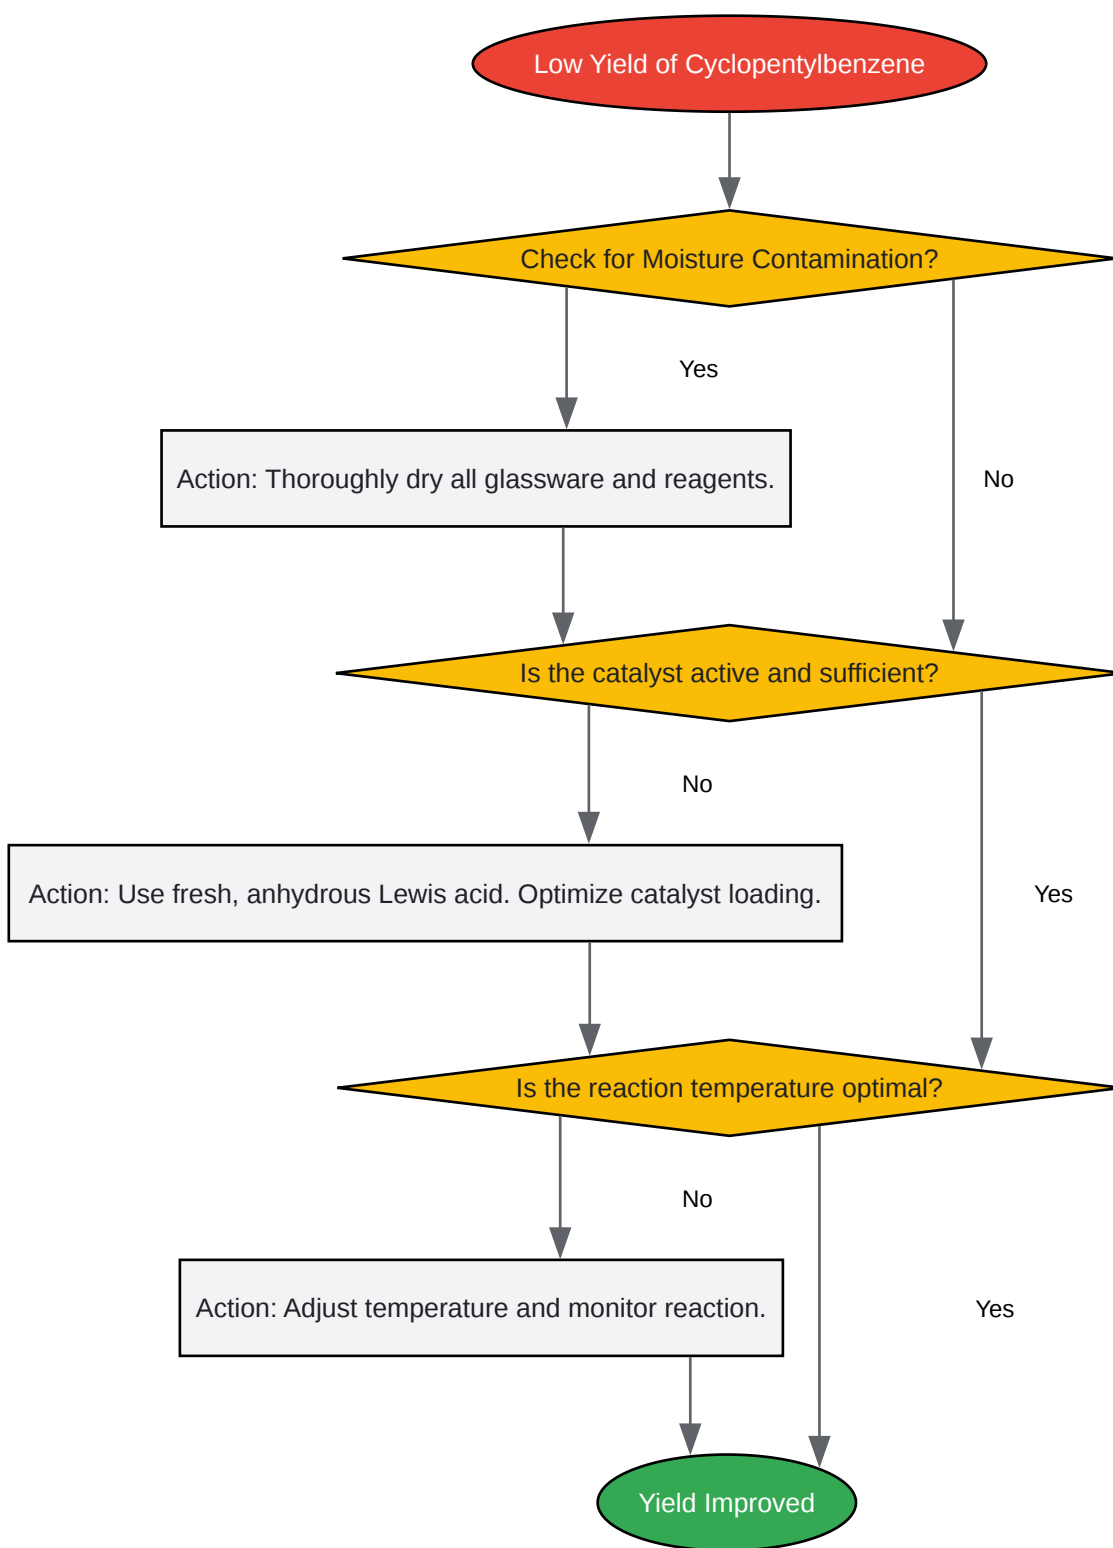 Low Yield of Cyclopentylbenzene
Check for Moisture Contamination?
Yes
Action: Thoroughly dry all glassware and reagents.
No
Is the catalyst active and sufficient?
No
Action: Use fresh, anhydrous Lewis acid. Optimize catalyst loading.
Yes
Is the reaction temperature optimal?
No
Action: Adjust temperature and monitor reaction.
Yes
Yield Improved